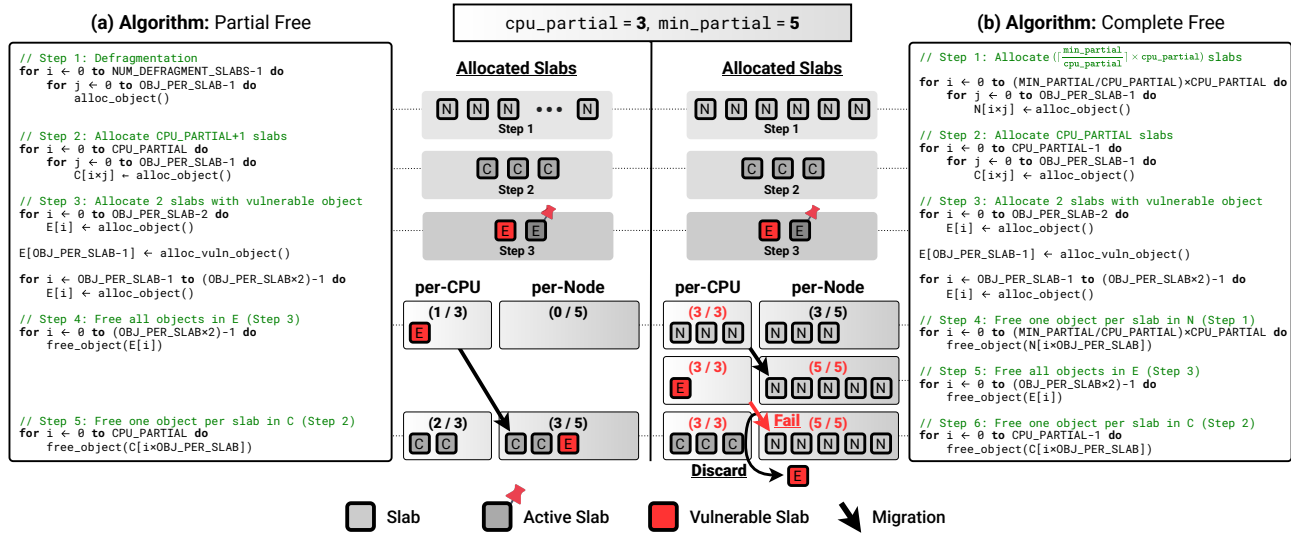 (a) Algorithm: Partial Free
cpu_partial = 3, min_partial = 5
(b) Algorithm: Complete Free
// Step 1: Defragmentation
for i ← 0 to NUM_DEFRAGMENT_SLABS-1 do
for j ← 0 to OBJ_PER_SLAB-1 do
alloc_object()
// Step 2: Allocate CPU_PARTIAL+1 slabs
for i ← 0 to CPU_PARTIAL do
for j ← 0 to OBJ_PER_SLAB-1 do
C[i×j] ← alloc_object()
// Step 3: Allocate 2 slabs with vulnerable object
for i ← 0 to OBJ_PER_SLAB-2 do
E[i] ← alloc_object()
E[OBJ_PER_SLAB-1] ← alloc_vuln_object()
for i ← OBJ_PER_SLAB-1 to (OBJ_PER_SLAB×2)-1 do
E[i] ← alloc_object()
// Step 4: Free all objects in E (Step 3)
for i ← 0 to (OBJ_PER_SLAB×2)-1 do
free_object(E[i])
// Step 5: Free one object per slab in C (Step 2)
for i ← 0 to CPU_PARTIAL do
free_object(C[i×OBJ_PER_SLAB])
Allocated Slabs
N N N ••• N
Step 1
C C C
Step 2
E E
Step 3
per-CPU per-Node
(1 / 3) (0 / 5)
E
(2 / 3) (3 / 5)
C C C C E
Allocated Slabs
N N N N N N
Step 1
C C C
Step 2
E E
Step 3
per-CPU per-Node
(3 / 3) (3 / 5)
N N N N N N
(3 / 3) (5 / 5)
E N N N N N
(3 / 3) Fail (5 / 5)
C C C N N N N N
Discard E
// Step 1: Allocate (⌈min_partial/cpu_partial⌉ × cpu_partial) slabs
for i ← 0 to (MIN_PARTIAL/CPU_PARTIAL)×CPU_PARTIAL do
for j ← 0 to OBJ_PER_SLAB-1 do
N[i×j] ←alloc_object()
// Step 2: Allocate CPU_PARTIAL slabs
for i ← 0 to CPU_PARTIAL-1 do
for j ← 0 to OBJ_PER_SLAB-1 do
C[i×j] ←alloc_object()
// Step 3: Allocate 2 slabs with vulnerable object
for i ← 0 to OBJ_PER_SLAB-2 do
E[i] ←alloc_object()
E[OBJ_PER_SLAB-1] ← alloc_vuln_object()
for i ← OBJ_PER_SLAB-1 to (OBJ_PER_SLAB×2)-1 do
E[i] ←alloc_object()
// Step 4: Free one object per slab in N (Step 1)
for i ← 0 to (MIN_PARTIAL/CPU_PARTIAL)×CPU_PARTIAL do
free_object(N[i×OBJ_PER_SLAB])
// Step 5: Free all objects in E (Step 3)
for i ← 0 to (OBJ_PER_SLAB×2)-1 do
free_object(E[i])
// Step 6: Free one object per slab in C (Step 2)
for i ← 0 to CPU_PARTIAL-1 do
free_object(C[i×OBJ_PER_SLAB])
Slab Active Slab Vulnerable Slab Migration